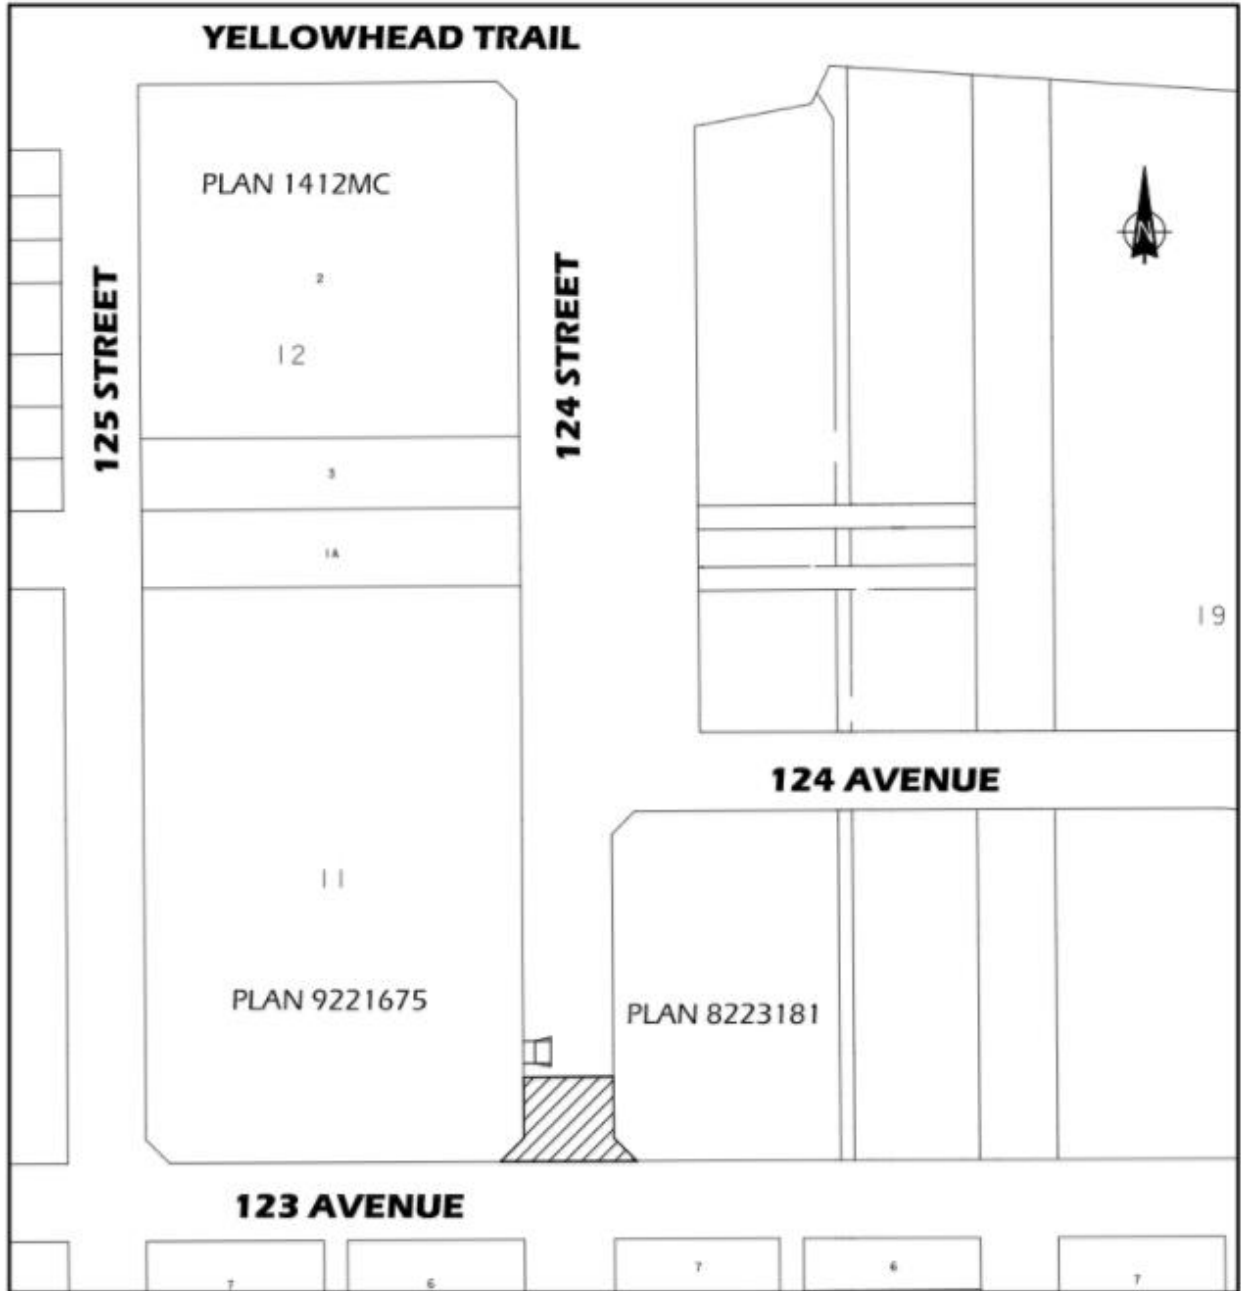 YELLOWHEAD TRAIL
PLAN 1412MC
N
2
125 STREET
124 STREET
12
3
1A
19
124 AVENUE
11
PLAN 9221675
PLAN 8223181
123 AVENUE
7
6
7
6
7